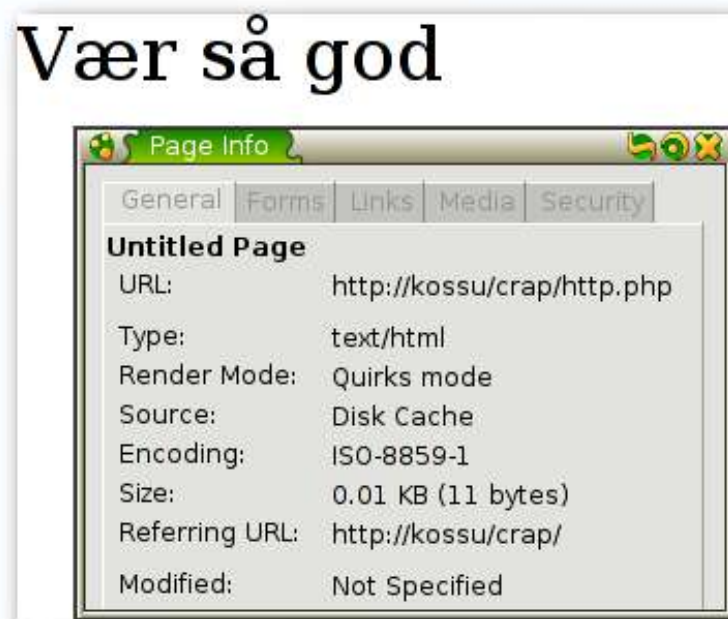 Vær så god
Page Info
General Forms Links Media Security
Untitled Page
URL: http://kossu/crap/http.php
Type: text/html
Render Mode: Quirks mode
Source: Disk Cache
Encoding: ISO-8859-1
Size: 0.01 KB (11 bytes)
Referring URL: http://kossu/crap/
Modified: Not Specified